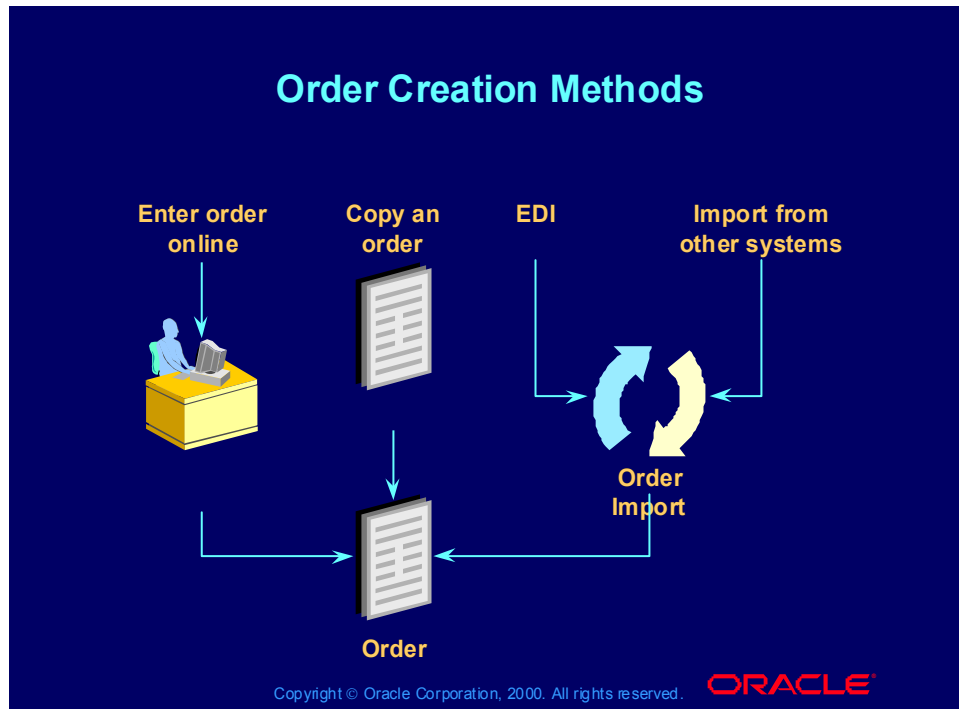 Order Creation Methods
Enter order
online
Copy an
order
EDI
Import from
other systems
Order
Import
Order
Copyright © Oracle Corporation, 2000. All rights reserved.
ORACLE®